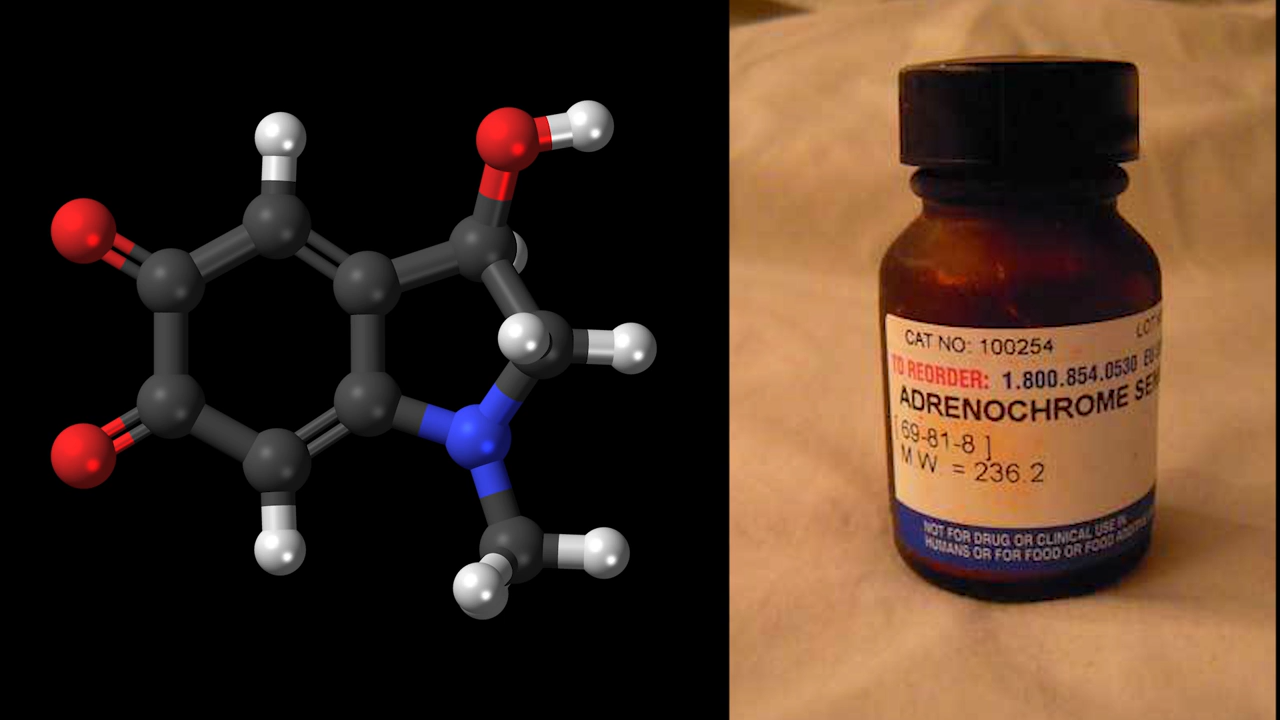 CAT NO: 100254
LOT
TO REORDER: 1.800.854.0530
ADRENOCHROME
[ 69-81-8 ]
M.W. = 236.2
NOT FOR DRUG OR CLINICAL USE IN
HUMANS OR FOR FOOD OR FOOD